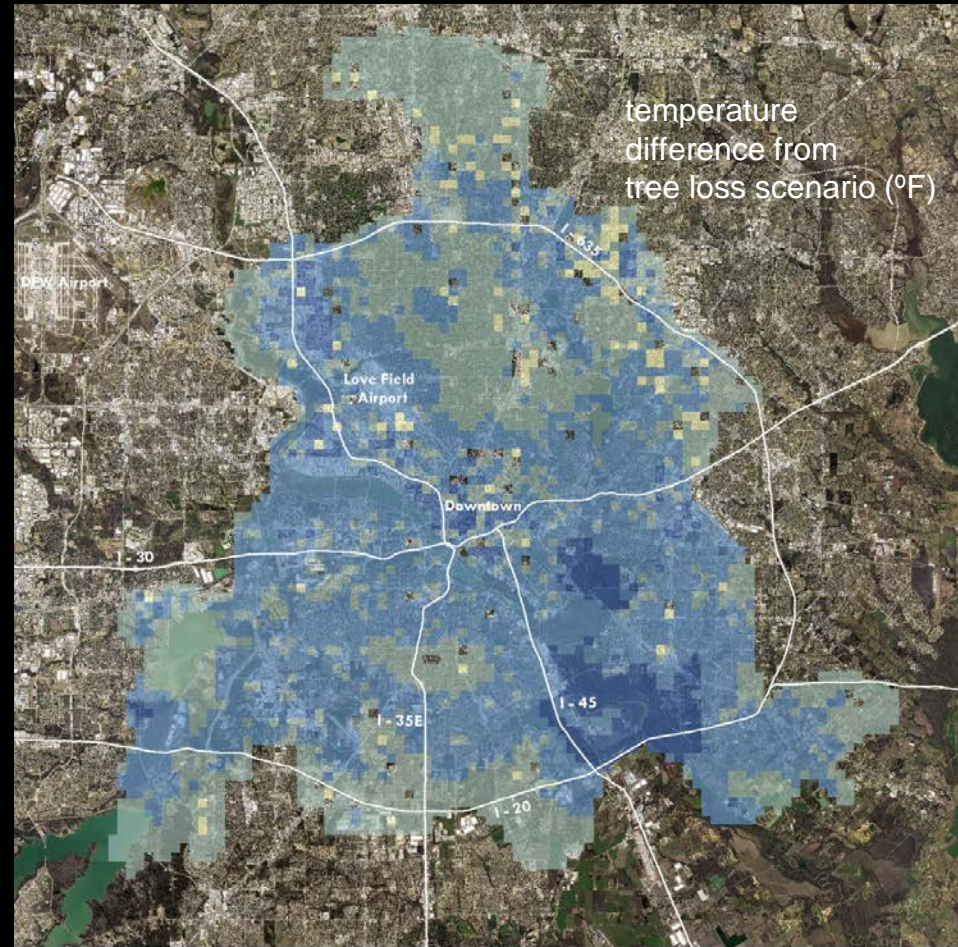 temperature
difference from
tree loss scenario (ºF)
I - 635
DFW Airport
Love Field
Airport
Downtown
I - 30
I - 45
I - 35E
I - 20